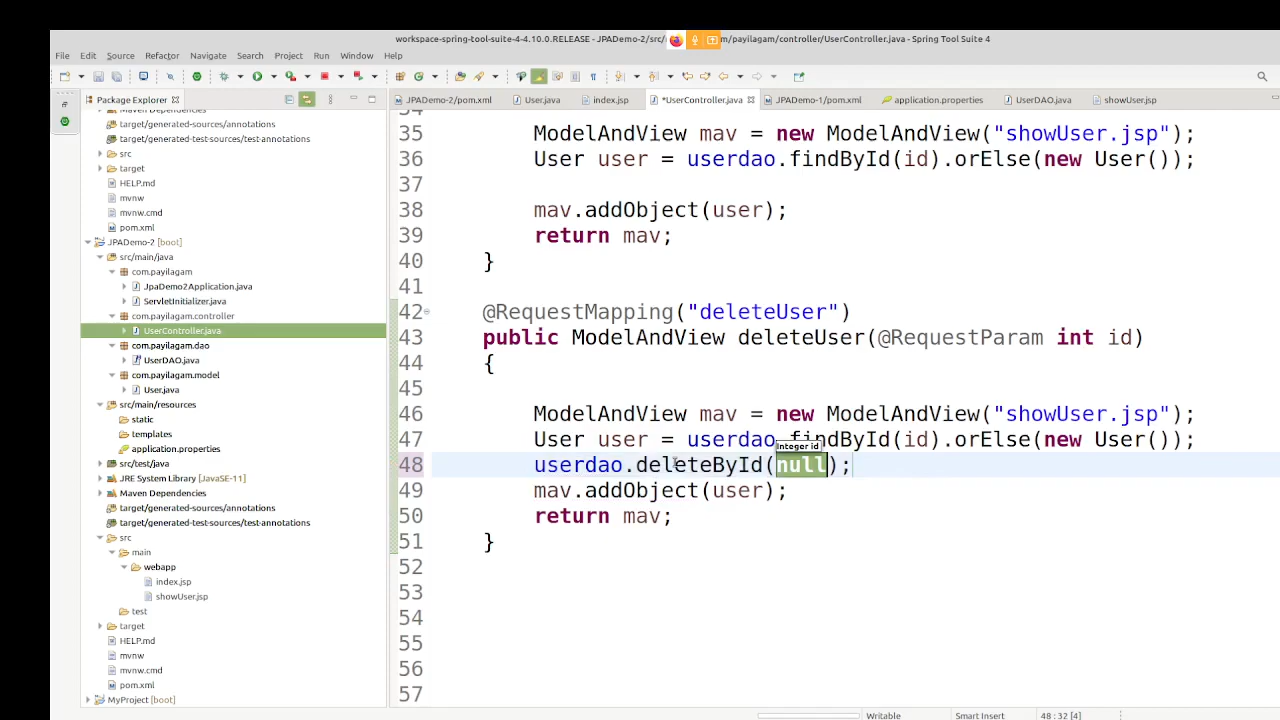 workspace-spring-tool-suite-4-4.10.0.RELEASE - JPADemo-2/src/ m/payilagam/controller/UserController.java - Spring Tool Suite 4
File Edit Source Refactor Navigate Search Project Run Window Help
Package Explorer
JPADemo-2/pom.xml User.java index.jsp *UserController.java JPADemo-1/pom.xml application.properties UserDAO.java showUser.jsp
Maven Dependencies
target/generated-sources/annotations
target/generated-test-sources/test-annotations
src
target
HELP.md
mvnw
mvnw.cmd
pom.xml
JPADemo-2 [boot]
src/main/java
com.payilagam
JpaDemo2Application.java
ServletInitializer.java
com.payilagam.controller
UserController.java
com.payilagam.dao
UserDAO.java
com.payilagam.model
User.java
src/main/resources
static
templates
application.properties
src/test/java
JRE System Library [JavaSE-11]
Maven Dependencies
target/generated-sources/annotations
target/generated-test-sources/test-annotations
src
main
webapp
index.jsp
showUser.jsp
test
target
HELP.md
mvnw
mvnw.cmd
pom.xml
MyProject [boot]
34
35 ModelAndView mav = new ModelAndView("showUser.jsp");
36 User user = userdao.findById(id).orElse(new User());
37
38 mav.addObject(user);
39 return mav;
40 }
41
42 @RequestMapping("deleteUser")
43 public ModelAndView deleteUser(@RequestParam int id)
44 {
45
46 ModelAndView mav = new ModelAndView("showUser.jsp");
47 User user = userdao.findById(id).orElse(new User());
Integer id
48 userdao.deleteById(null);
49 mav.addObject(user);
50 return mav;
51 }
52
53
54
55
56
57
Writable Smart Insert 48 : 32 [4]